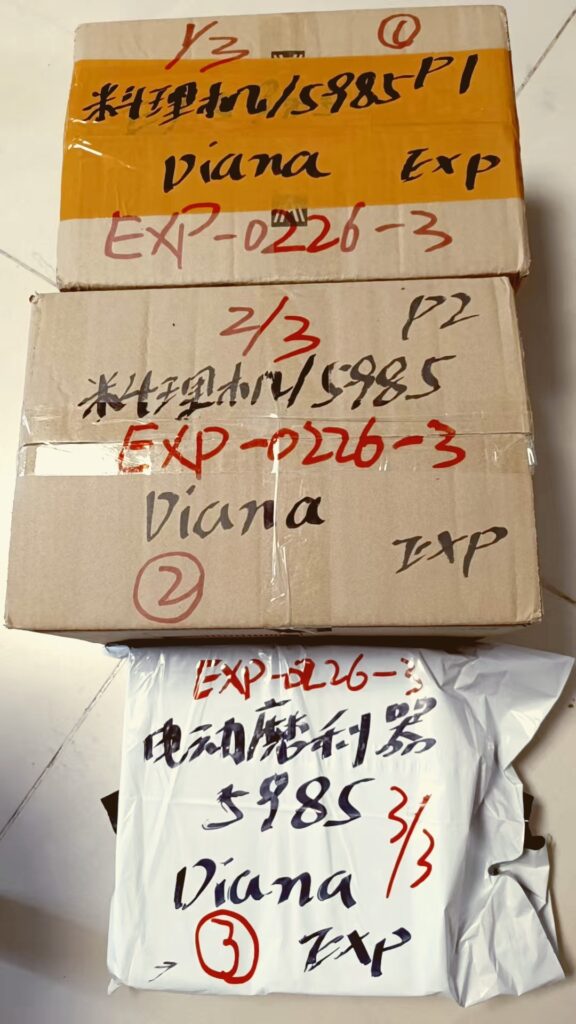 1/3 ①
料理机/5985 P1
Diana Exp
EXP-0226-3
2/3 P2
料理机/5985
EXP-0226-3
Diana
Exp
②
EXP-0226-3
电动磨利器
5985
3/3
Diana
③ Exp